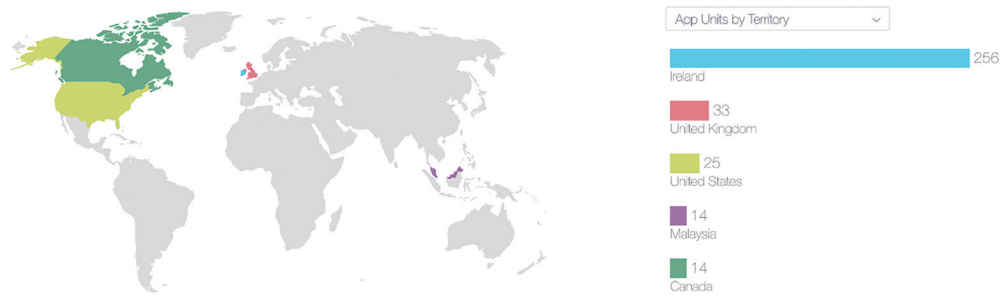 App Units by Territory
256
Ireland
33
United Kingdom
25
United States
14
Malaysia
14
Canada